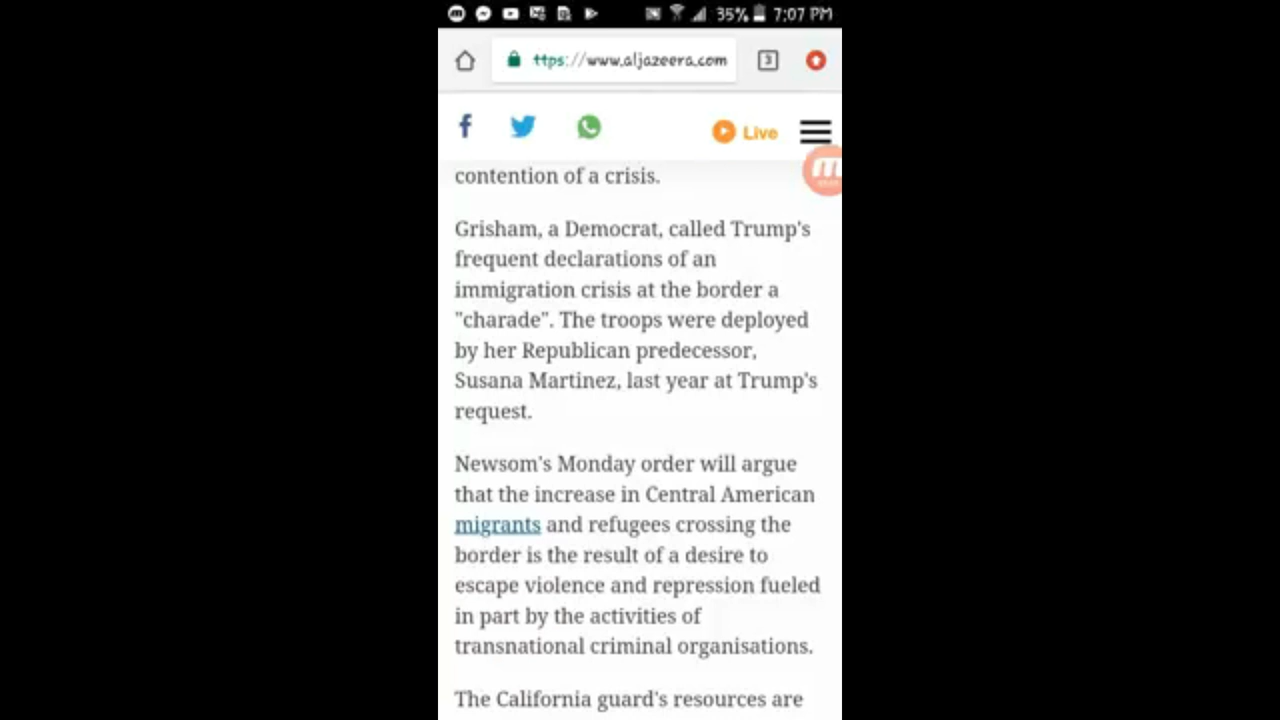 35% 7:07 PM
ttps://www.aljazeera.com
3
f
Live
contention of a crisis.
Grisham, a Democrat, called Trump's
frequent declarations of an
immigration crisis at the border a
"charade". The troops were deployed
by her Republican predecessor,
Susana Martinez, last year at Trump's
request.
Newsom's Monday order will argue
that the increase in Central American
migrants and refugees crossing the
border is the result of a desire to
escape violence and repression fueled
in part by the activities of
transnational criminal organisations.
The California guard's resources are